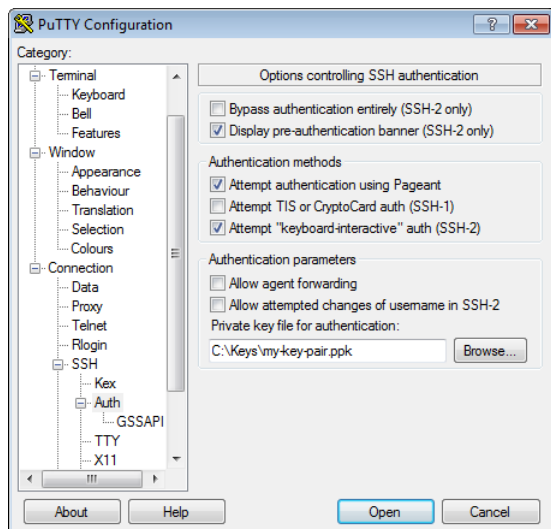 PuTTY Configuration
Category:
Terminal
Keyboard
Bell
Features
Window
Appearance
Behaviour
Translation
Selection
Colours
Connection
Data
Proxy
Telnet
Rlogin
SSH
Kex
Auth
GSSAPI
TTY
X11
Options controlling SSH authentication
Bypass authentication entirely (SSH-2 only)
Display pre-authentication banner (SSH-2 only)
Authentication methods
Attempt authentication using Pageant
Attempt TIS or CryptoCard auth (SSH-1)
Attempt "keyboard-interactive" auth (SSH-2)
Authentication parameters
Allow agent forwarding
Allow attempted changes of username in SSH-2
Private key file for authentication:
C:\Keys\my-key-pair.ppk
Browse...
About
Help
Open
Cancel